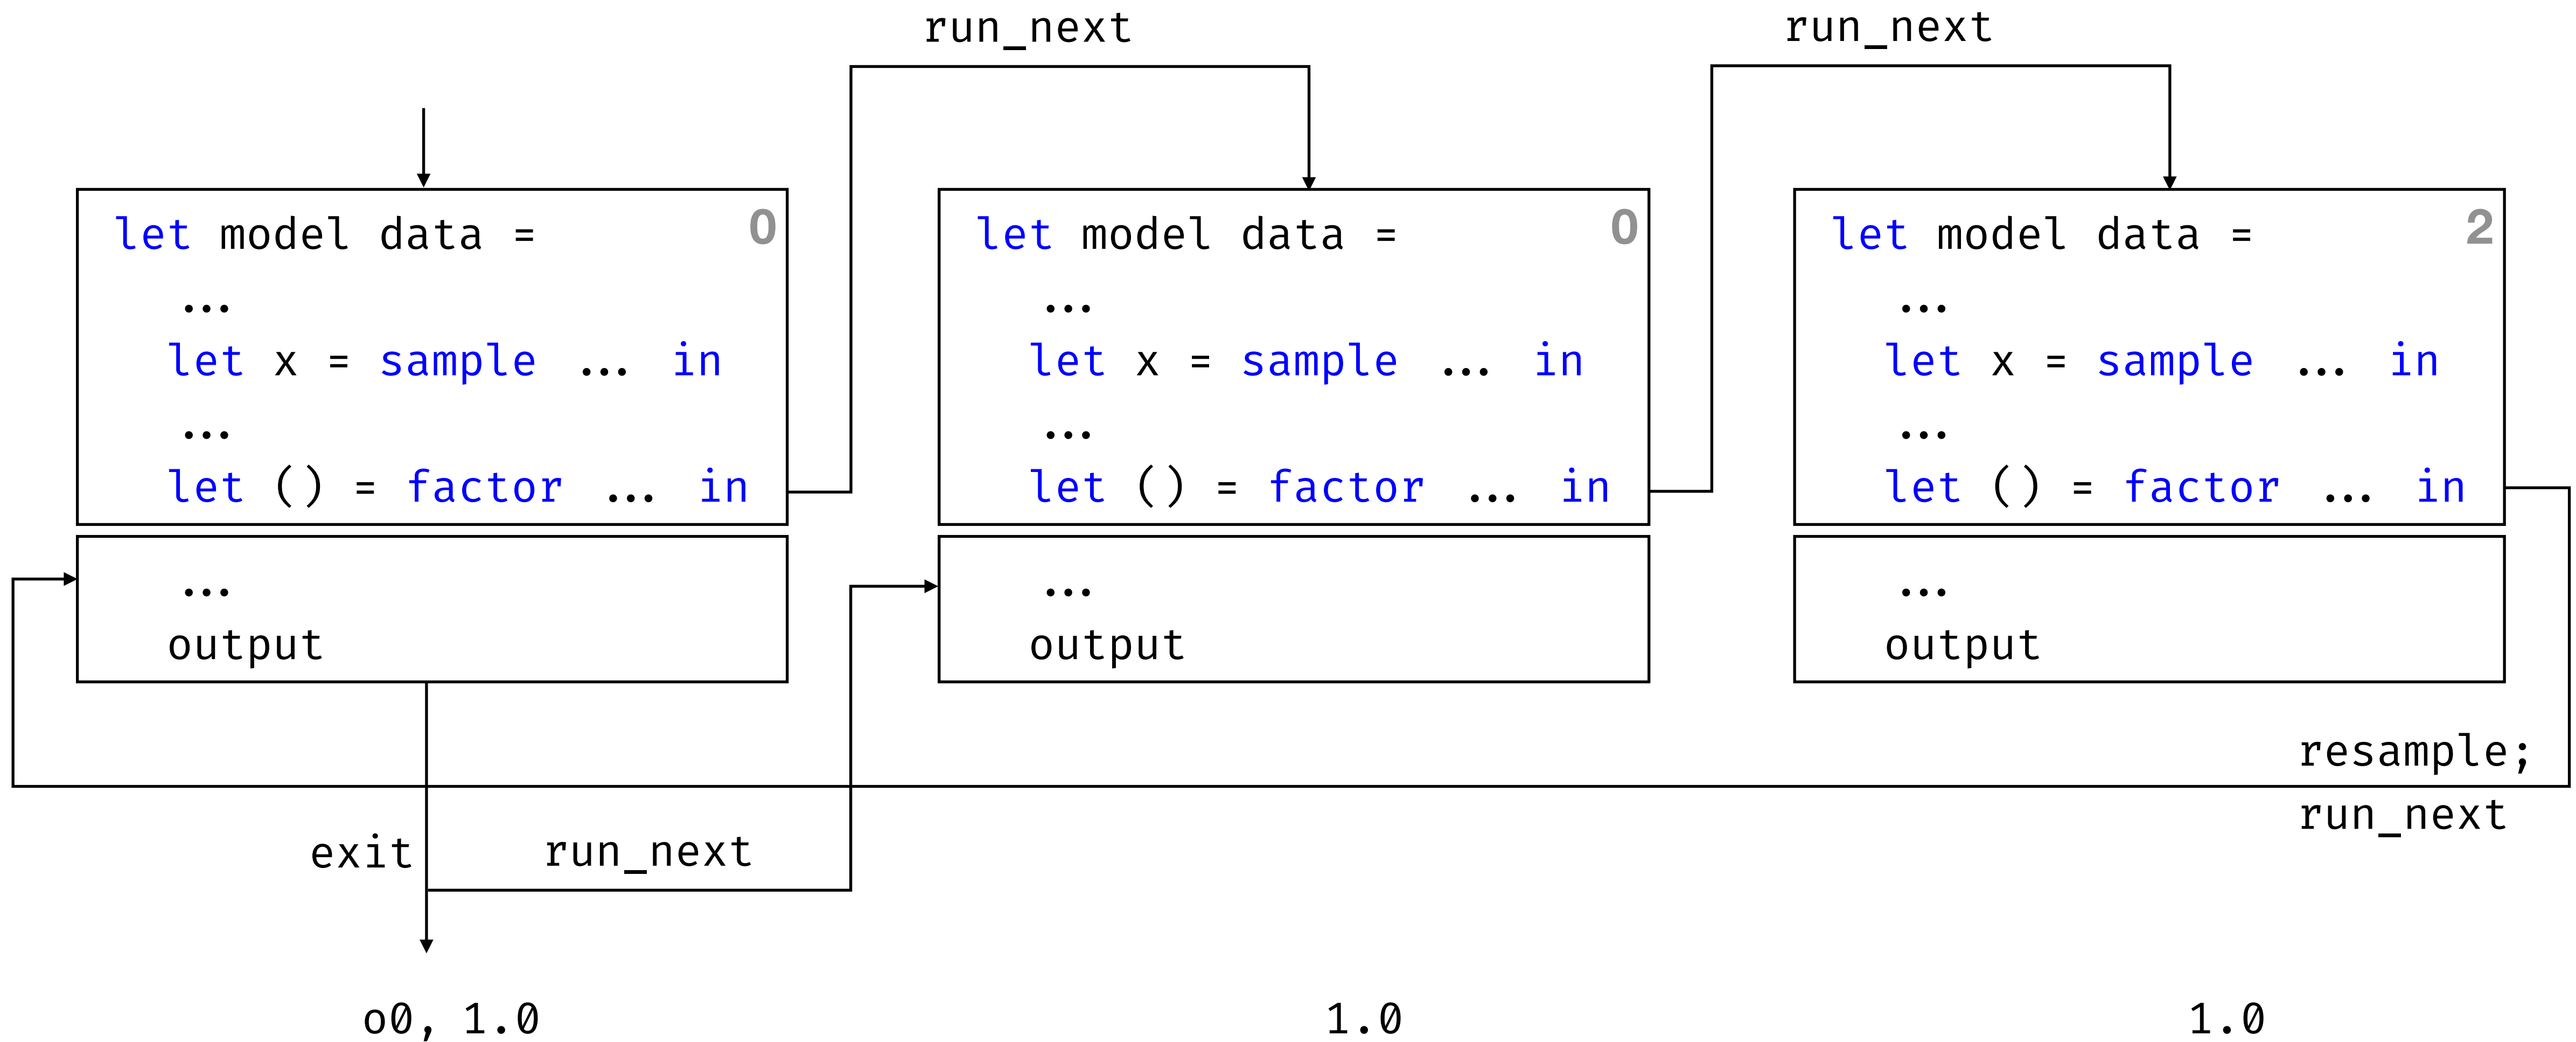 run_next
run_next
let model data = 0
...
let x = sample ... in
...
let () = factor ... in
...
output
let model data = 0
...
let x = sample ... in
...
let () = factor ... in
...
output
let model data = 2
...
let x = sample ... in
...
let () = factor ... in
...
output
resample;
run_next
exit
run_next
o0, 1.0
1.0
1.0